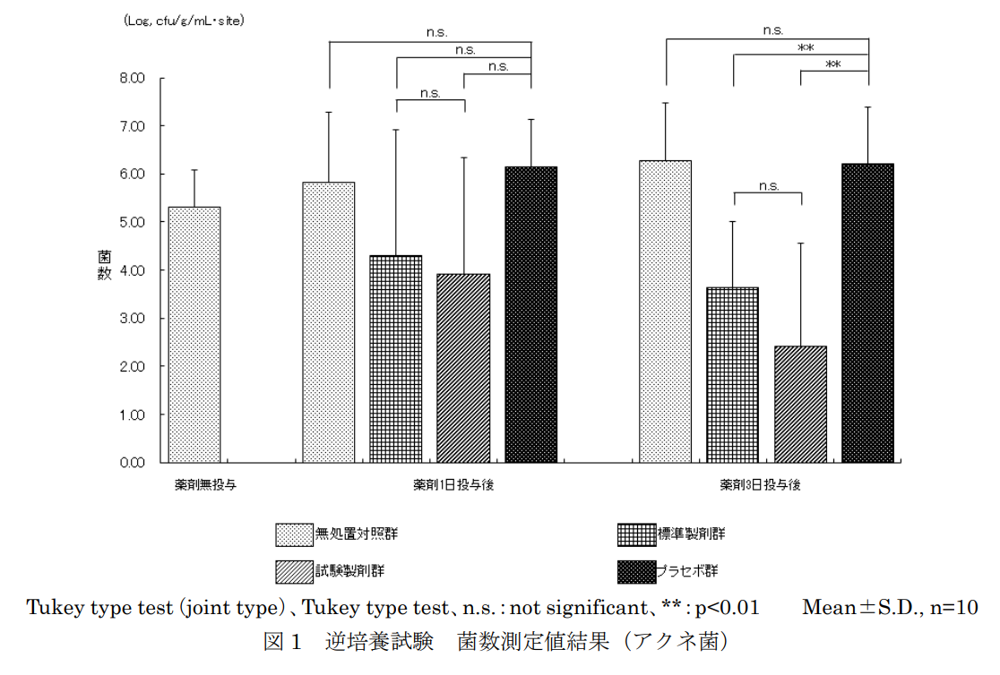 (Log, cfu/g/mL・site)
n.s.
n.s.
n.s.
n.s.
n.s.
**
**
n.s.
8.00
7.00
6.00
5.00
4.00
3.00
2.00
1.00
0.00
菌数
薬剤無投与
薬剤1日投与後
薬剤3日投与後
無処置対照群
標準製剤群
試験製剤群
プラセボ群
Tukey type test (joint type)、Tukey type test、n.s.:not significant、**:p<0.01 Mean±S.D., n=10
図1 逆培養試験 菌数測定値結果(アクネ菌)